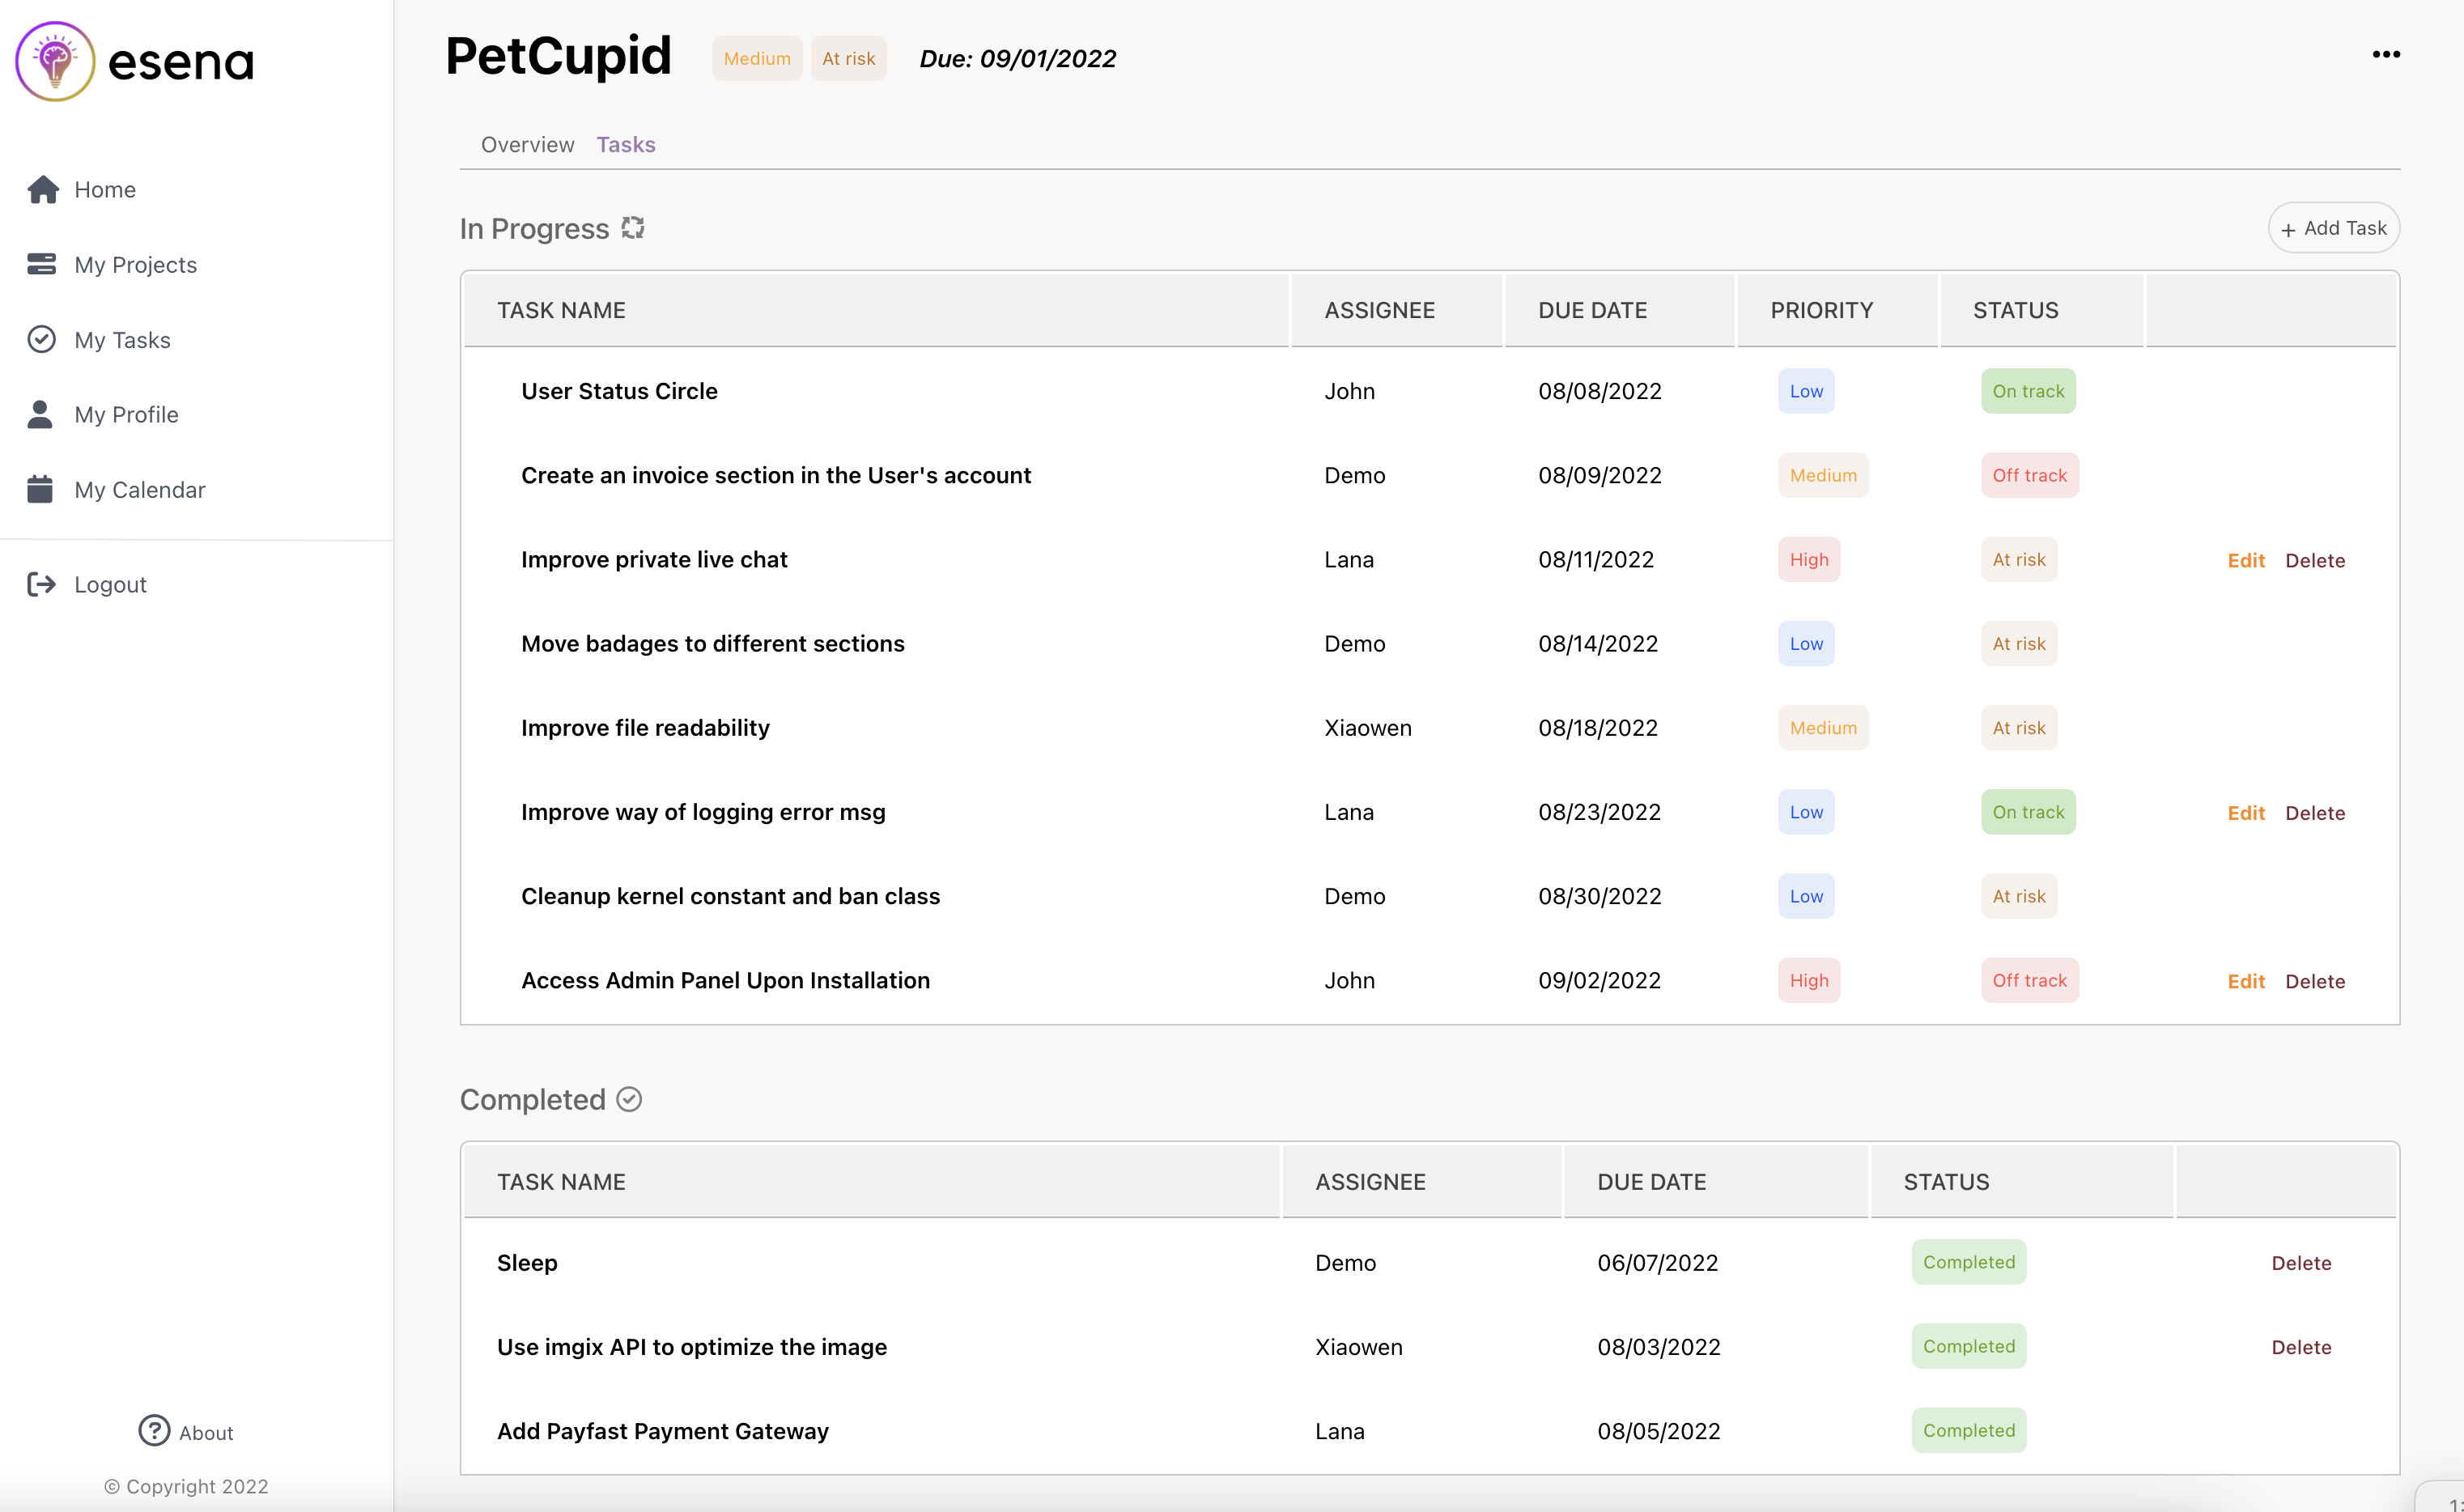 esena
Home
My Projects
My Tasks
My Profile
My Calendar
Logout
? About
© Copyright 2022
PetCupid Medium At risk Due: 09/01/2022
Overview Tasks
In Progress + Add Task
TASK NAME ASSIGNEE DUE DATE PRIORITY STATUS
User Status Circle John 08/08/2022 Low On track
Create an invoice section in the User's account Demo 08/09/2022 Medium Off track
Improve private live chat Lana 08/11/2022 High At risk Edit Delete
Move badages to different sections Demo 08/14/2022 Low At risk
Improve file readability Xiaowen 08/18/2022 Medium At risk
Improve way of logging error msg Lana 08/23/2022 Low On track Edit Delete
Cleanup kernel constant and ban class Demo 08/30/2022 Low At risk
Access Admin Panel Upon Installation John 09/02/2022 High Off track Edit Delete
Completed
TASK NAME ASSIGNEE DUE DATE STATUS
Sleep Demo 06/07/2022 Completed Delete
Use imgix API to optimize the image Xiaowen 08/03/2022 Completed Delete
Add Payfast Payment Gateway Lana 08/05/2022 Completed